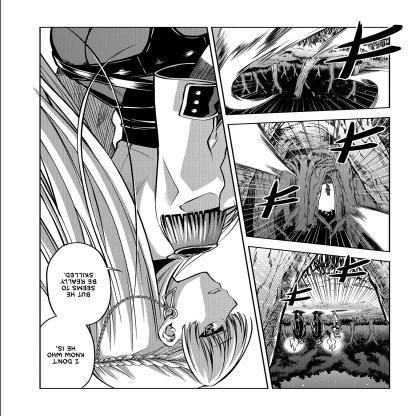 I DON'T
KNOW WHO
HE IS.
BUT HE
SEEMS TO
BE REALLY
SKILLED.